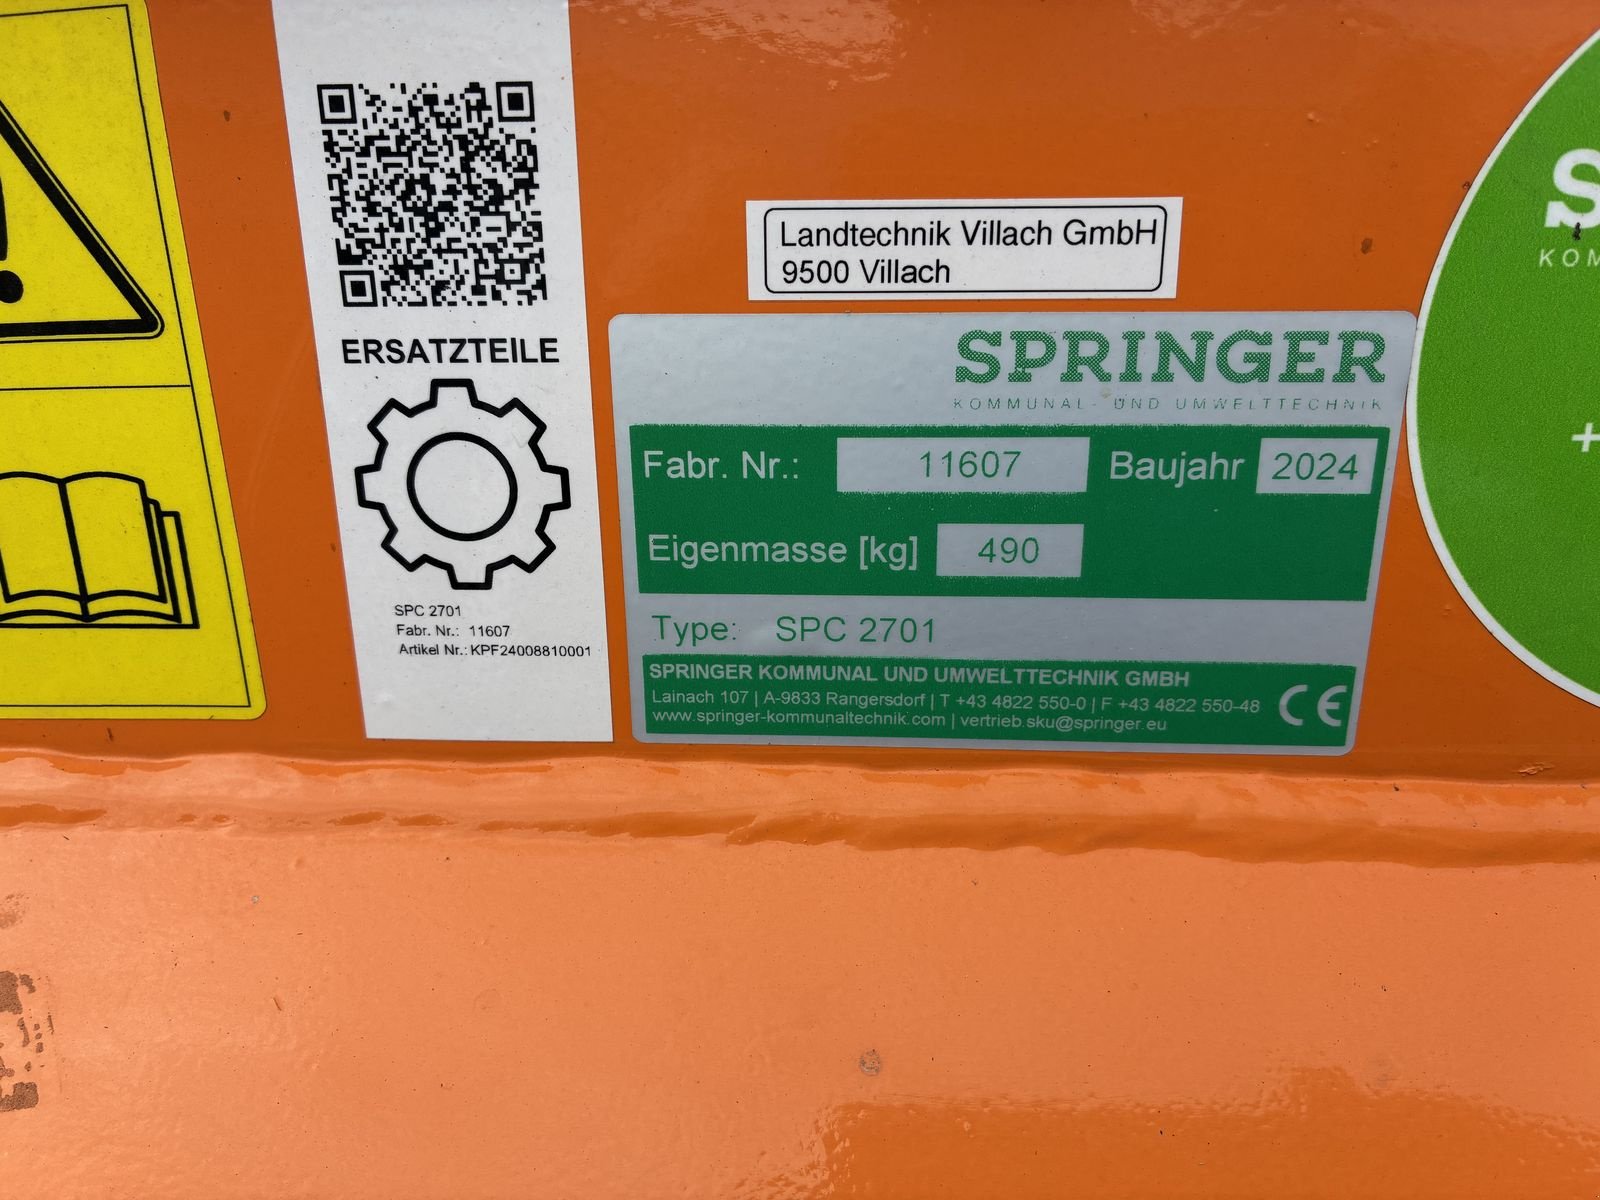 ERSATZTEILE
SPC 2701
Fabr. Nr.: 11607
Artikel Nr.: KPF24008810001
Landtechnik Villach GmbH
9500 Villach
SPRINGER
KOMMUNAL- UND UMWELTTECHNIK
Fabr. Nr.: 11607 Baujahr 2024
Eigenmasse [kg] 490
Type: SPC 2701
SPRINGER KOMMUNAL UND UMWELTTECHNIK GMBH
Lainach 107 | A-9833 Rangersdorf | T +43 4822 550-0 | F +43 4822 550-48
www.springer-kommunaltechnik.com | vertrieb.sku@springer.eu
CE